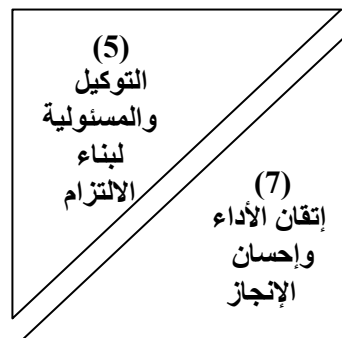 (5)
التوكيل
والمسئولية
لبناء
الالتزام
(7)
إتقان الأداء
وإحسان
الإنجاز